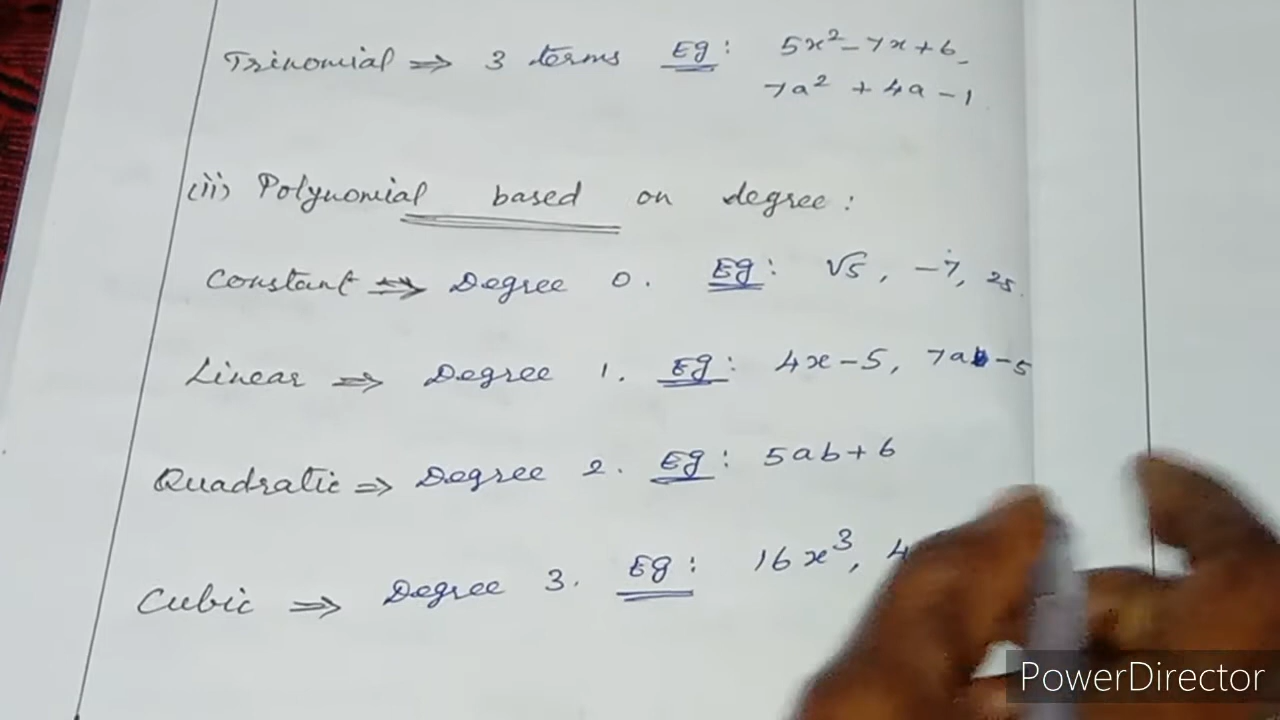 Trinomial ⇒ 3 terms Eg: 5x² - 7x + 6,
7a² + 4a - 1
(ii) Polynomial based on degree:
Constant ⇒ Degree 0. Eg: √5, -7, 25.
Linear ⇒ Degree 1. Eg: 4x - 5, 7a - 5
Quadratic ⇒ Degree 2. Eg: 5ab + 6
Cubic ⇒ Degree 3. Eg: 16x³, 4
PowerDirector